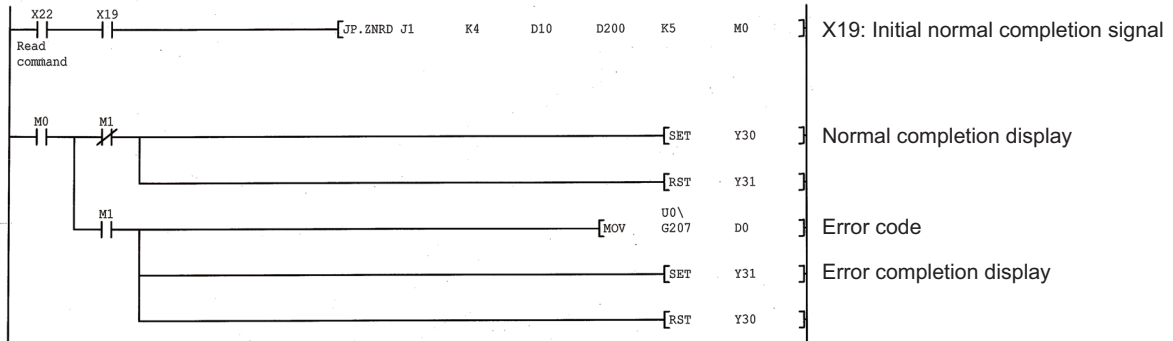 X22 X19
[JP.ZNRD J1 K4 D10 D200 K5 M0 ] X19: Initial normal completion signal
Read
command
M0 M1
[SET Y30 ] Normal completion display
[RST Y31 ]
M1
[MOV U0\ G207 D0 ] Error code
[SET Y31 ] Error completion display
[RST Y30 ]